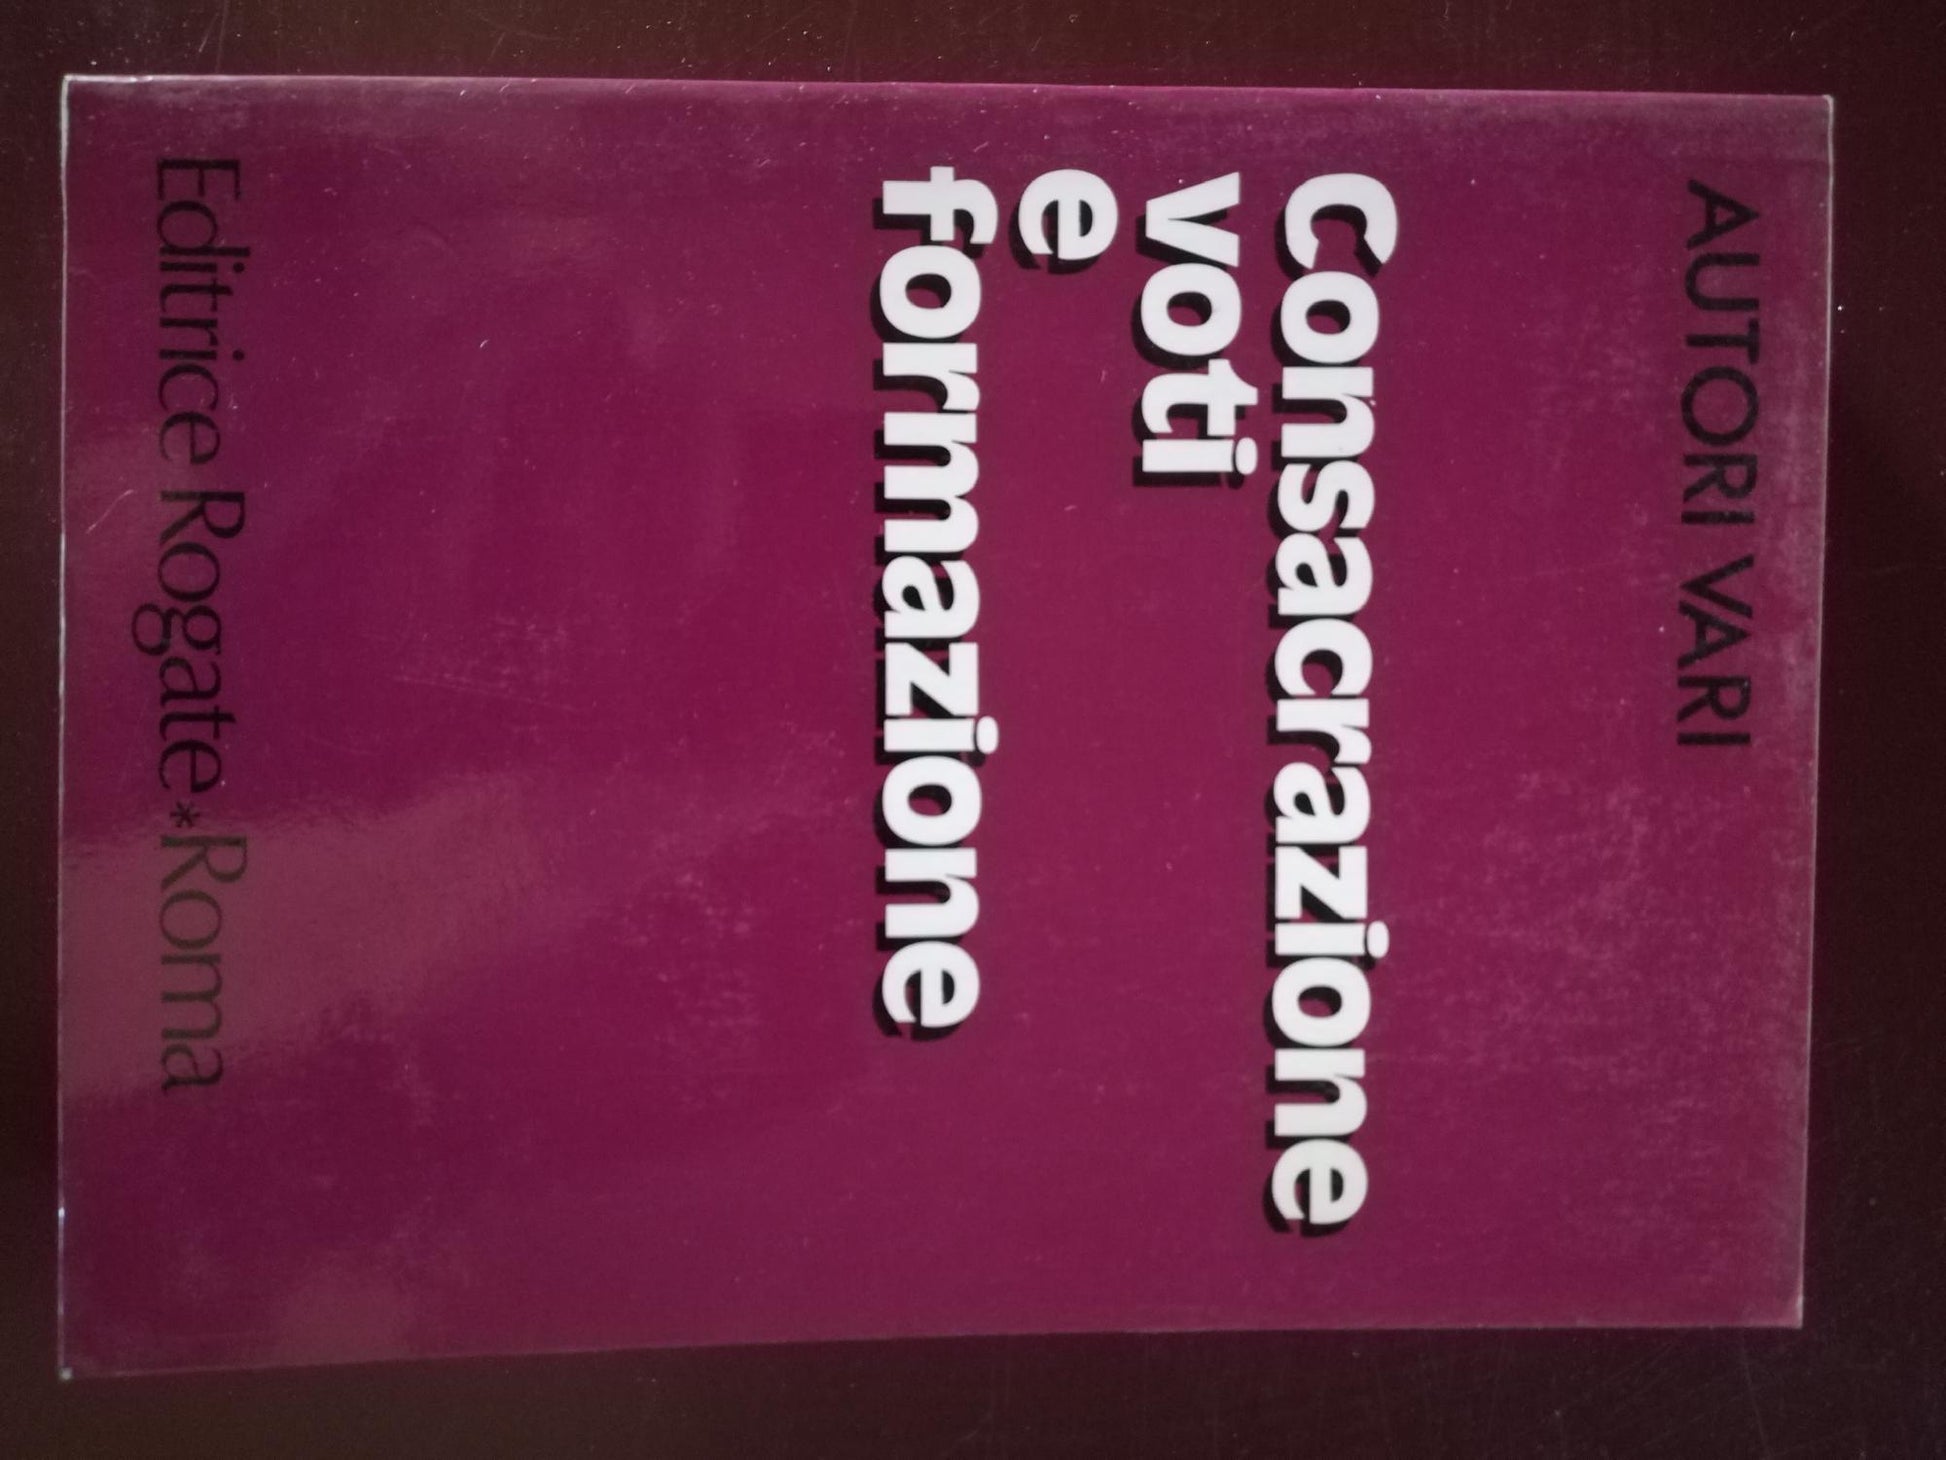 AUTORI VARI
Consacrazione
voti
e
formazione
Editrice Rogate*Roma